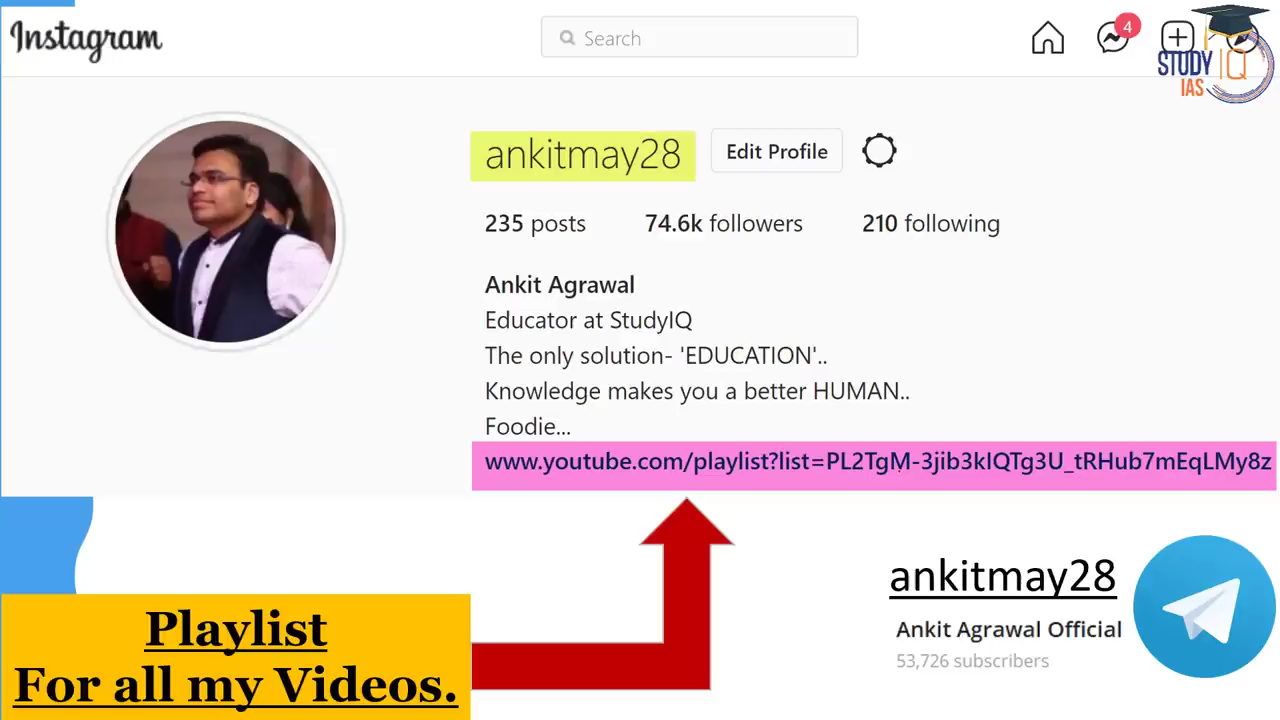 Instagram
Search
4
STUDY IQ
IAS
ankitmay28 Edit Profile
235 posts 74.6k followers 210 following
Ankit Agrawal
Educator at StudyIQ
The only solution- 'EDUCATION'..
Knowledge makes you a better HUMAN..
Foodie...
www.youtube.com/playlist?list=PL2TgM-3jib3kIQTg3U_tRHub7mEqLMy8z
ankitmay28
Ankit Agrawal Official
53,726 subscribers
Playlist
For all my Videos.